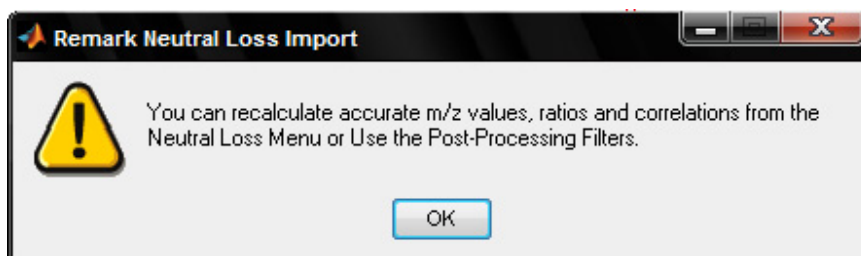 Remark Neutral Loss Import
You can recalculate accurate m/z values, ratios and correlations from the
Neutral Loss Menu or Use the Post-Processing Filters.
OK